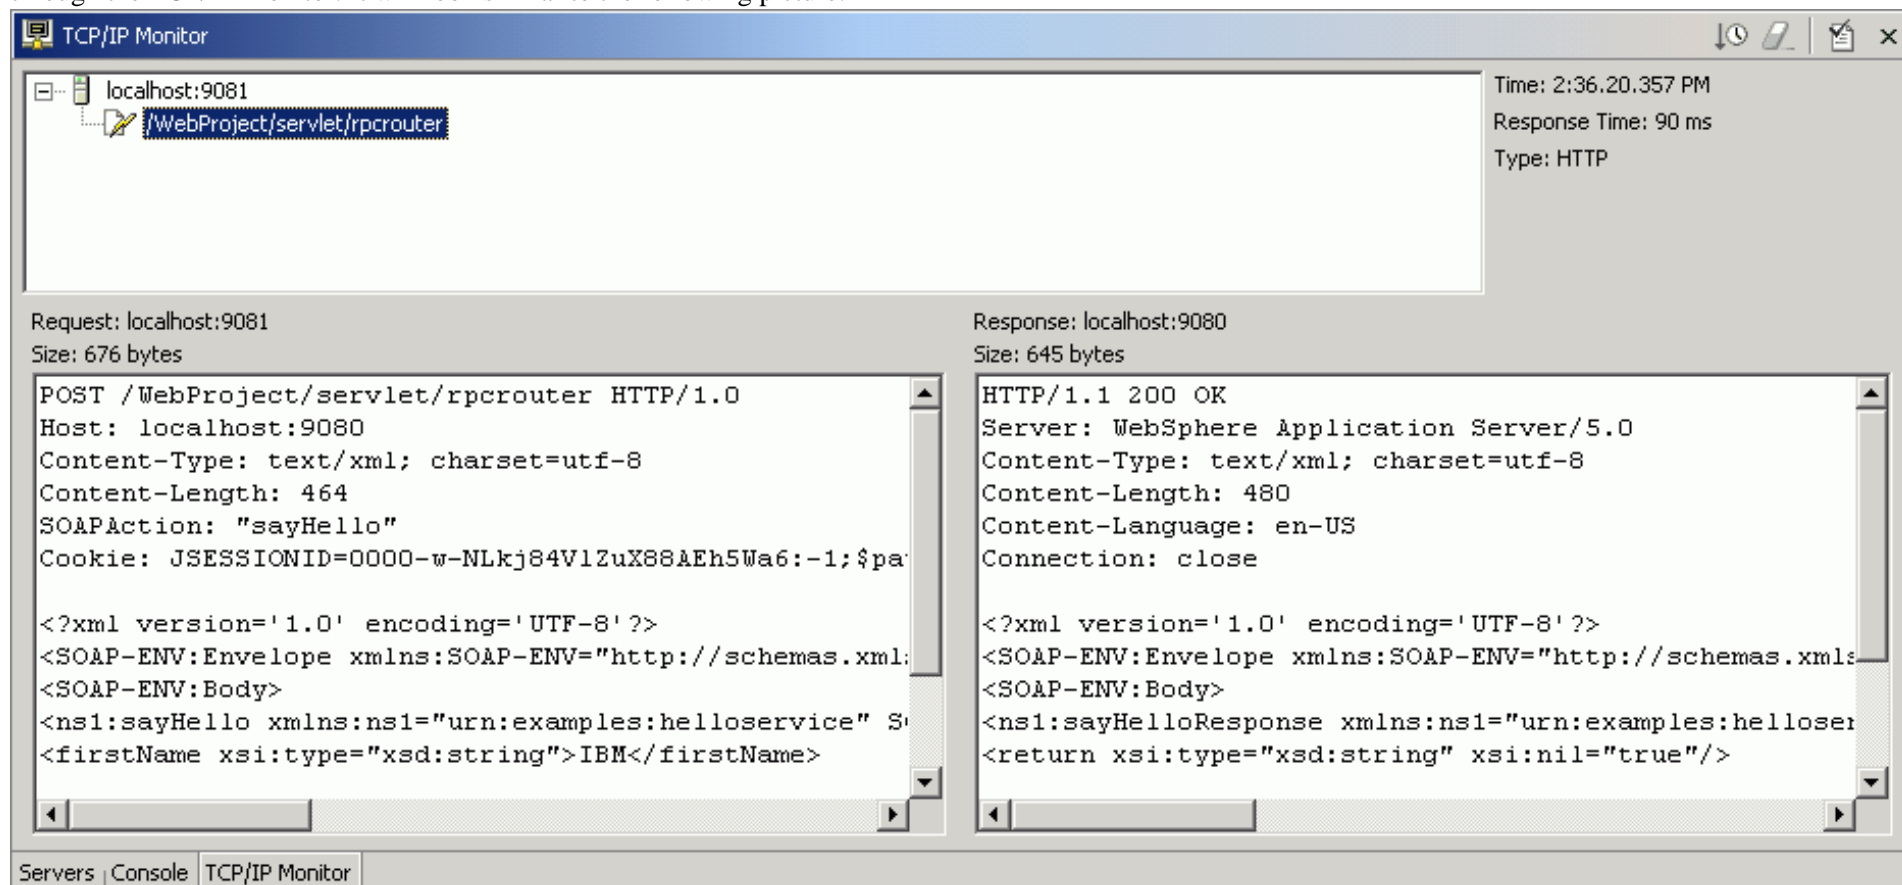 TCP/IP Monitor
localhost:9081
/WebProject/servlet/rpcrouter
Time: 2:36.20.357 PM
Response Time: 90 ms
Type: HTTP
Request: localhost:9081
Size: 676 bytes
POST /WebProject/servlet/rpcrouter HTTP/1.0
Host: localhost:9080
Content-Type: text/xml; charset=utf-8
Content-Length: 464
SOAPAction: "sayHello"
Cookie: JSESSIONID=0000-w-NLkj84VlZuX88AEh5Wa6:-1;$pa
<?xml version='1.0' encoding='UTF-8'?>
<SOAP-ENV:Envelope xmlns:SOAP-ENV="http://schemas.xml
<SOAP-ENV:Body>
<ns1:sayHello xmlns:ns1="urn:examples:helloservice" S
<firstName xsi:type="xsd:string">IBM</firstName>
Response: localhost:9080
Size: 645 bytes
HTTP/1.1 200 OK
Server: WebSphere Application Server/5.0
Content-Type: text/xml; charset=utf-8
Content-Length: 480
Content-Language: en-US
Connection: close
<?xml version='1.0' encoding='UTF-8'?>
<SOAP-ENV:Envelope xmlns:SOAP-ENV="http://schemas.xmls
<SOAP-ENV:Body>
<ns1:sayHelloResponse xmlns:ns1="urn:examples:helloser
<return xsi:type="xsd:string" xsi:nil="true"/>
Servers Console TCP/IP Monitor